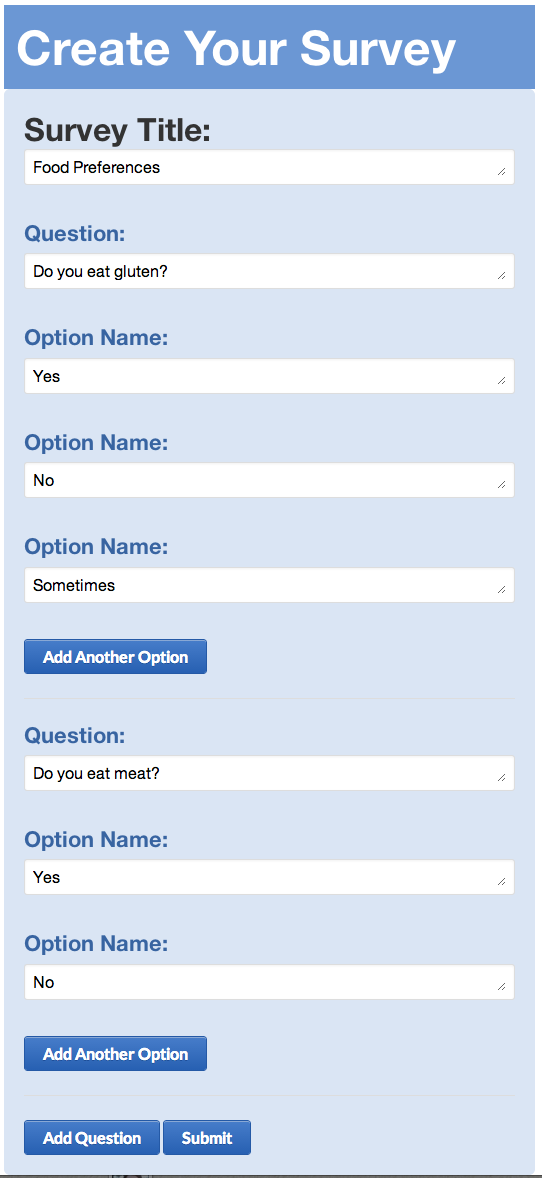 Create Your Survey
Survey Title:
Food Preferences
Question:
Do you eat gluten?
Option Name:
Yes
Option Name:
No
Option Name:
Sometimes
Add Another Option
Question:
Do you eat meat?
Option Name:
Yes
Option Name:
No
Add Another Option
Add Question Submit